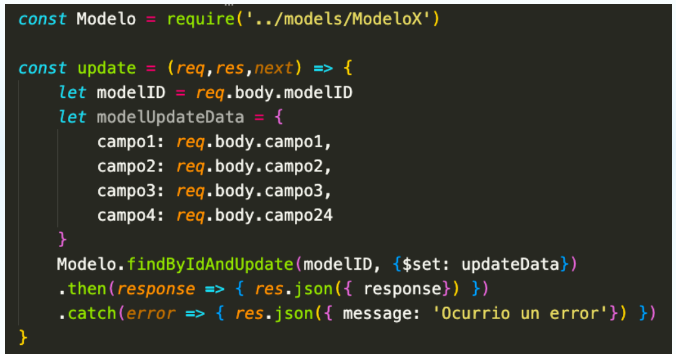 const Modelo = require('../models/ModeloX')
const update = (req,res,next) => {
let modelID = req.body.modelID
let modelUpdateData = {
campo1: req.body.campo1,
campo2: req.body.campo2,
campo3: req.body.campo3,
campo4: req.body.campo24
}
Modelo.findByIdAndUpdate(modelID, {$set: updateData})
.then(response => { res.json({ response}) })
.catch(error => { res.json({ message: 'Ocurrio un error'}) })
}